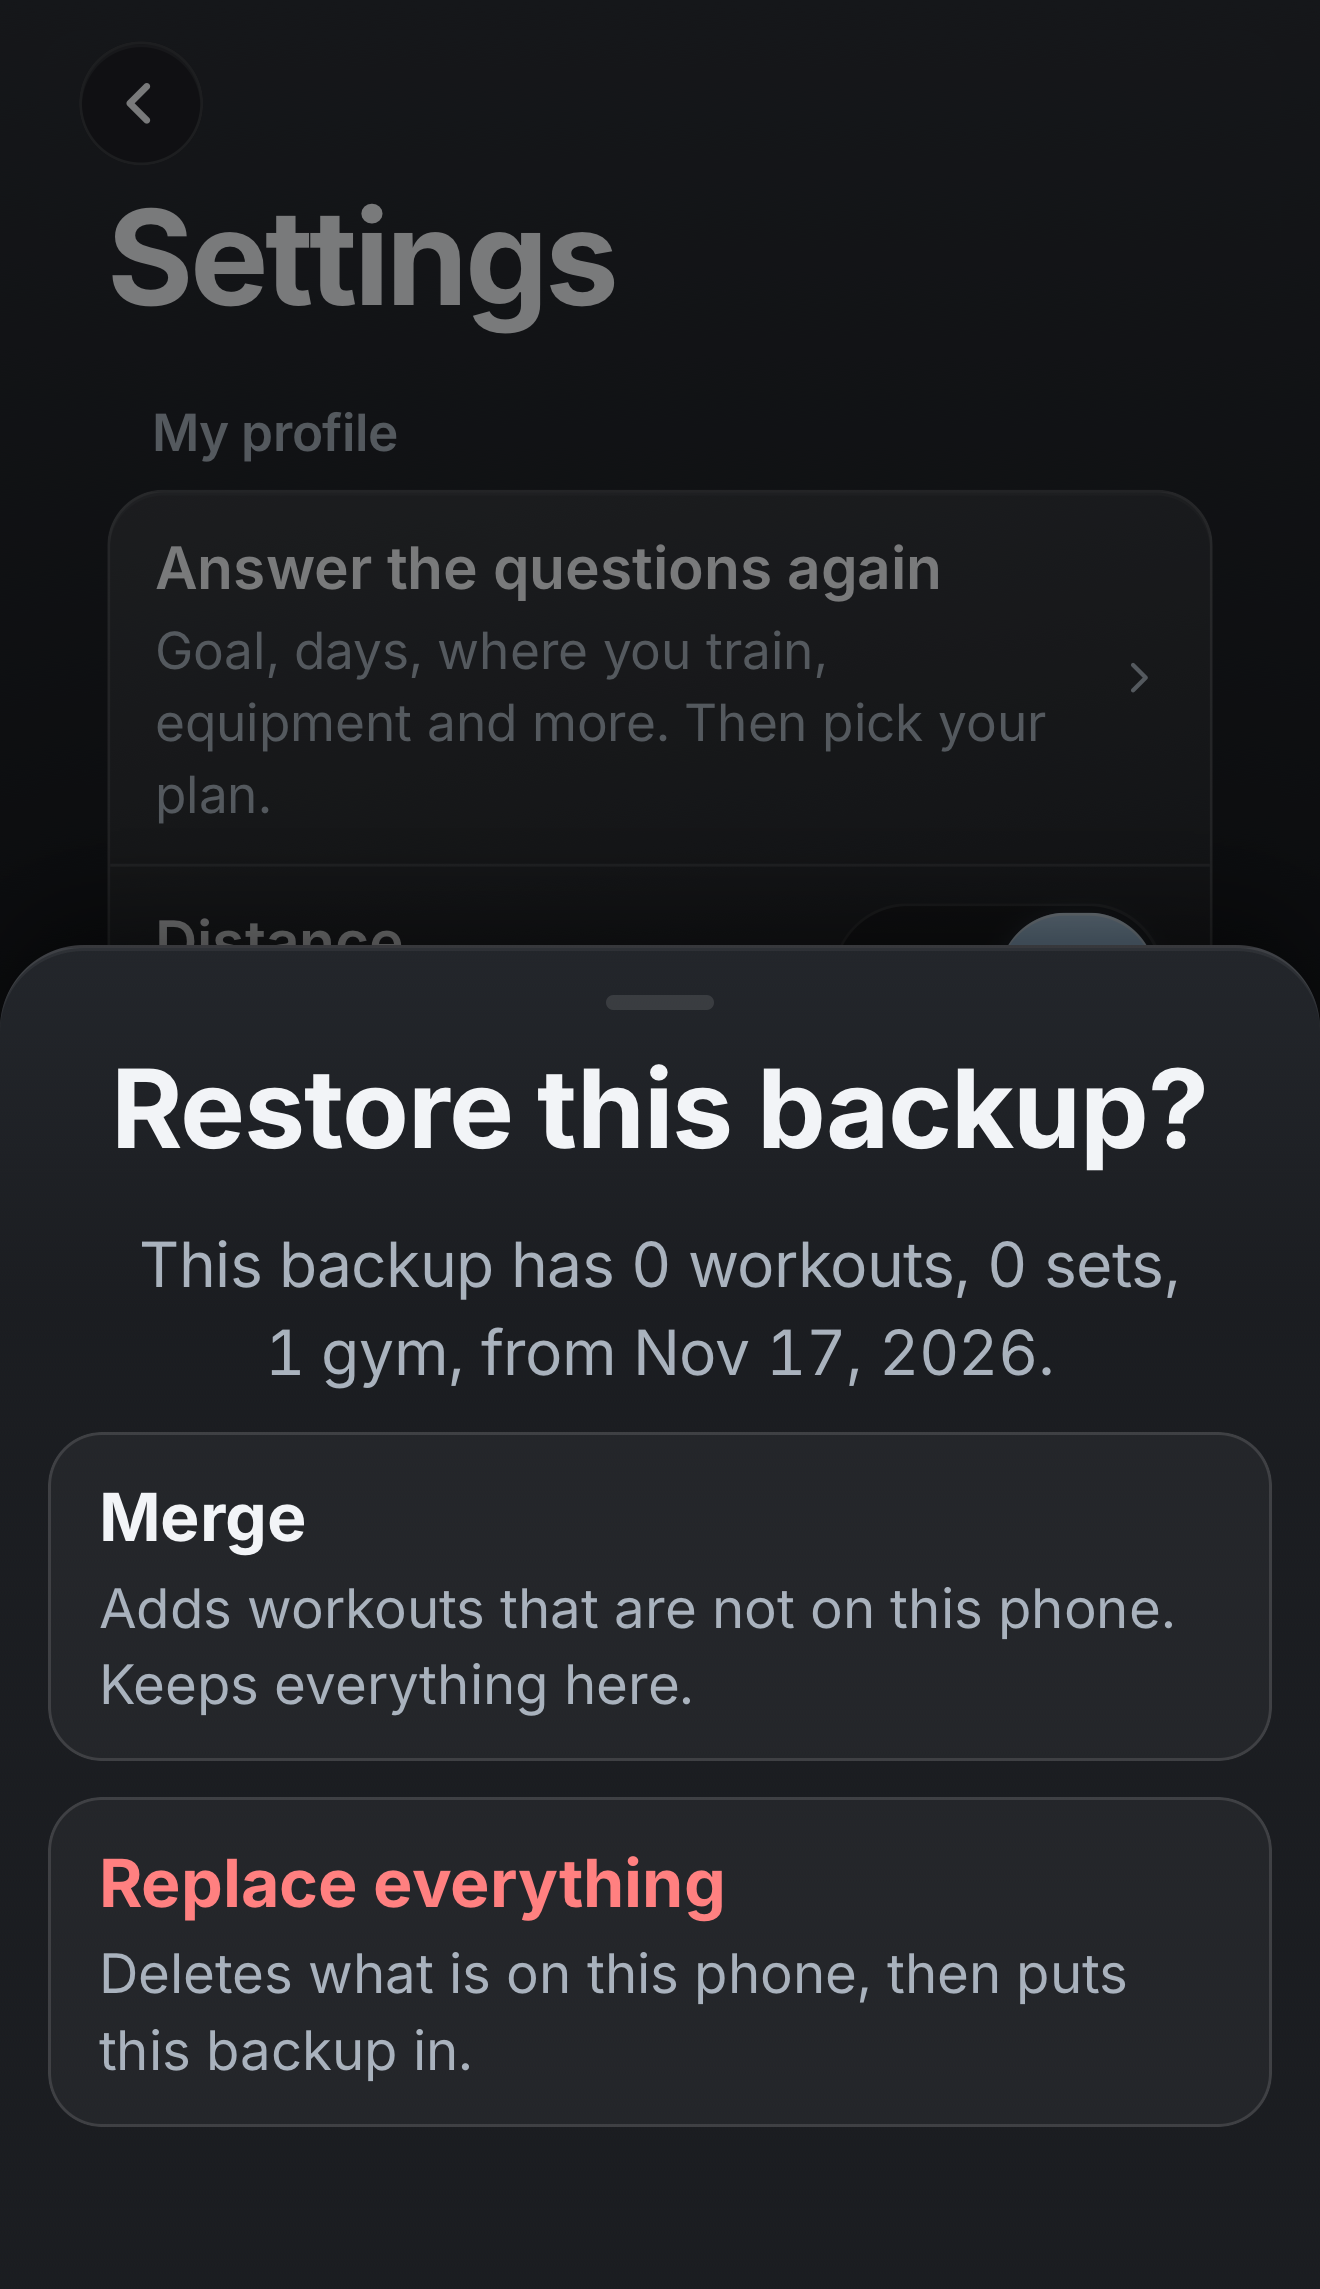 Settings
My profile
Answer the questions again
Goal, days, where you train,
equipment and more. Then pick your
plan.
Distance
Restore this backup?
This backup has 0 workouts, 0 sets,
1 gym, from Nov 17, 2026.
Merge
Adds workouts that are not on this phone.
Keeps everything here.
Replace everything
Deletes what is on this phone, then puts
this backup in.